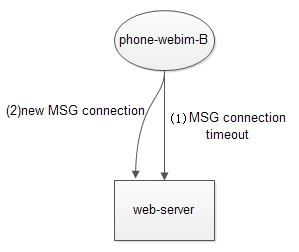 phone-webim-B
(2)new MSG connection
(1) MSG connection
timeout
web-server